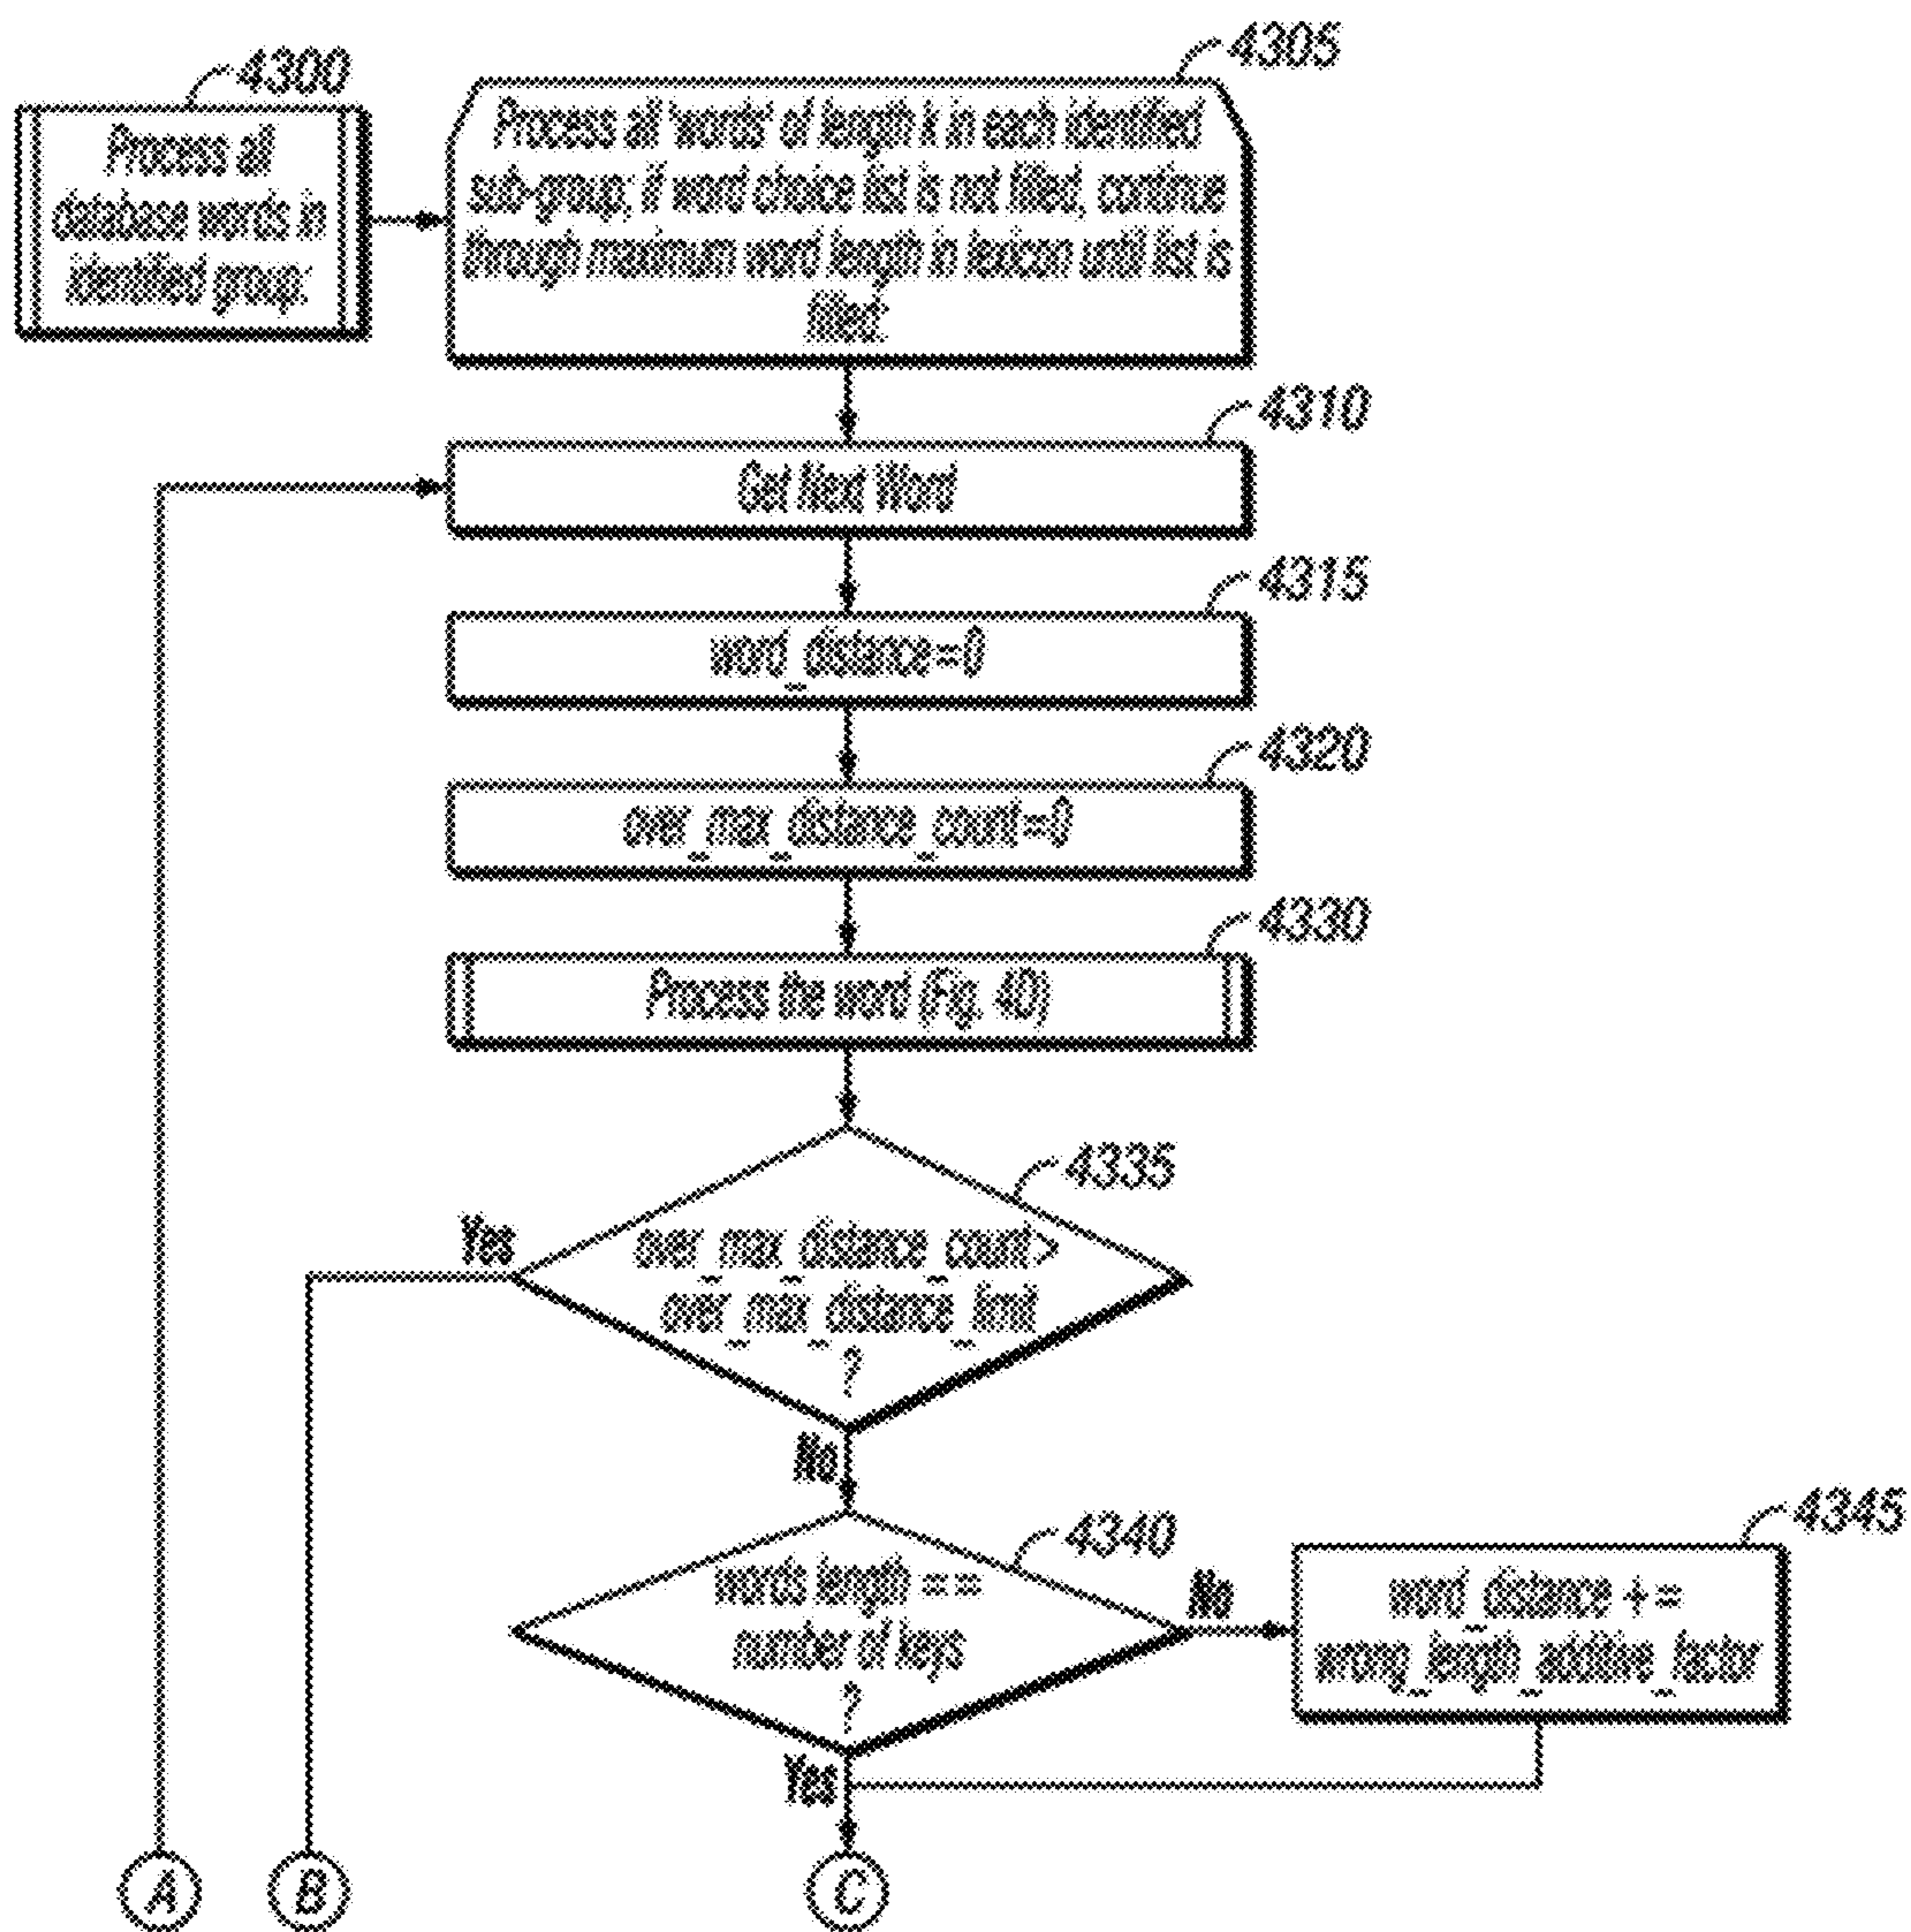 4300
Process all
database words in
identified group:
4305
Process all 'words' of length k in each identified
sub-group; if word choice list is not filled, continue
through maximum word length in lexicon until list is
filled:
4310
Get Next Word
4315
word_distance=0
4320
over_max_distance_count=0
4330
Process the word (Fig. 4D)
4335
Yes
over_max_distance_count>
over_max_distance_limit
?
No
4340
words length ==
number of keys
?
No
4345
word_distance +=
wrong_length_additive_factor
Yes
A
B
C